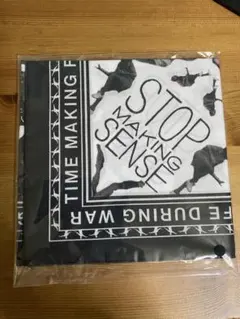 STOP
MAKING
SENSE
TIME MAKING F
FE DURING WAR